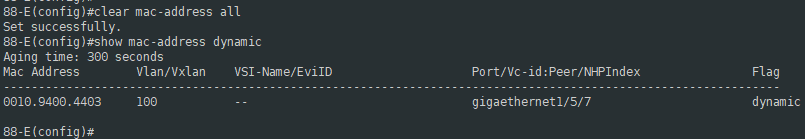 88-E(config)#clear mac-address all
Set successfully.
88-E(config)#show mac-address dynamic
Aging time: 300 seconds
Mac Address Vlan/Vxlan VSI-Name/EviID Port/Vc-id:Peer/NHPIndex Flag
--------------------------------------------------------------------------------------------------------
0010.9400.4403 100 -- gigaethernet1/5/7 dynamic
88-E(config)#